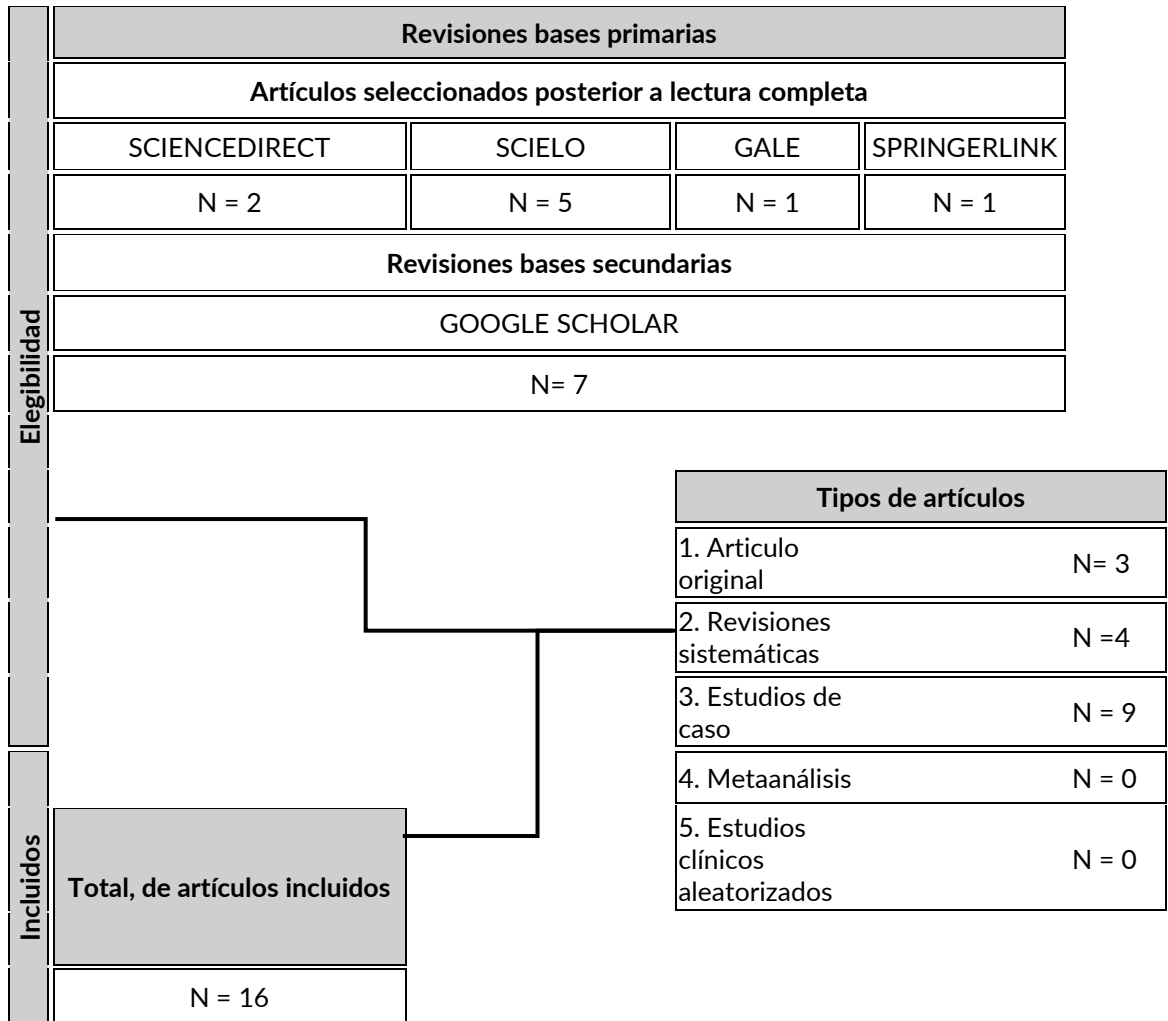 Revisiones bases primarias
Artículos seleccionados posterior a lectura completa
SCIENCEDIRECT
SCIELO
GALE
SPRINGERLINK
N = 2
N = 5
N = 1
N = 1
Revisiones bases secundarias
GOOGLE SCHOLAR
N= 7
Elegibilidad
Tipos de artículos
1. Articulo
original
N= 3
2. Revisiones
sistemáticas
N =4
3. Estudios de
caso
N = 9
4. Metaanálisis
N = 0
5. Estudios
clínicos
aleatorizados
N = 0
Incluidos
Total, de artículos incluidos
N = 16